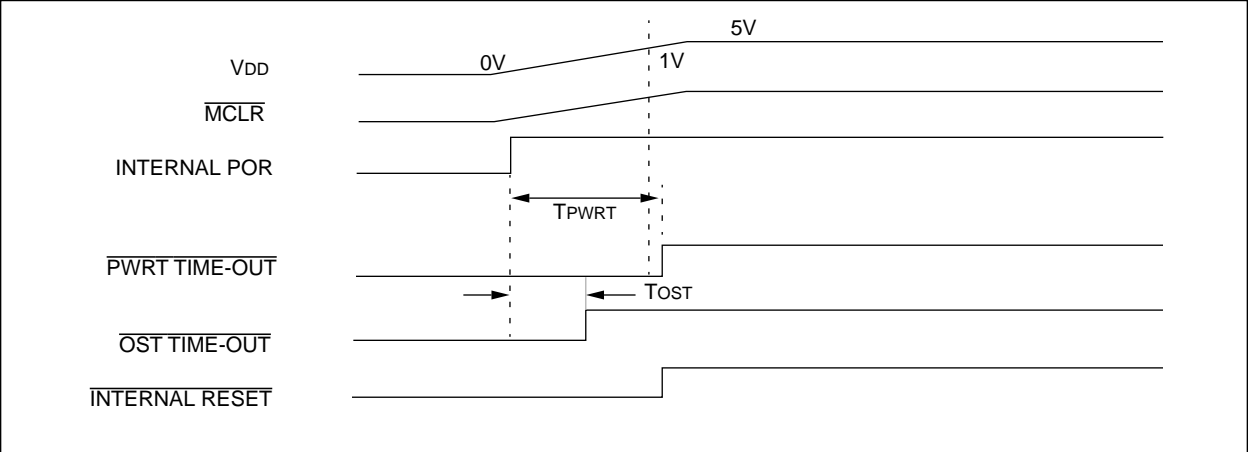 5V
VDD
0V
1V
MCLR
INTERNAL POR
TPWRT
PWRT TIME-OUT
TOST
OST TIME-OUT
INTERNAL RESET